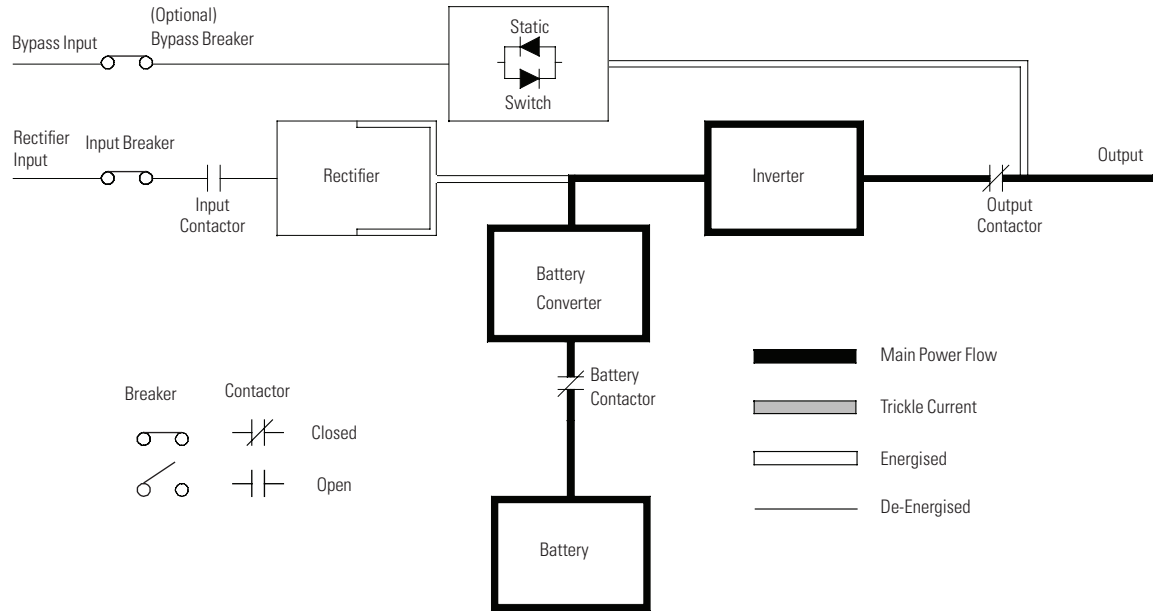 (Optional)
Bypass Input
Bypass Breaker
Static
Switch
Rectifier
Input
Input Breaker
Input
Contactor
Rectifier
Inverter
Output
Contactor
Output
Battery
Converter
Battery
Contactor
Battery
Breaker
Contactor
Closed
Open
Main Power Flow
Trickle Current
Energised
De-Energised